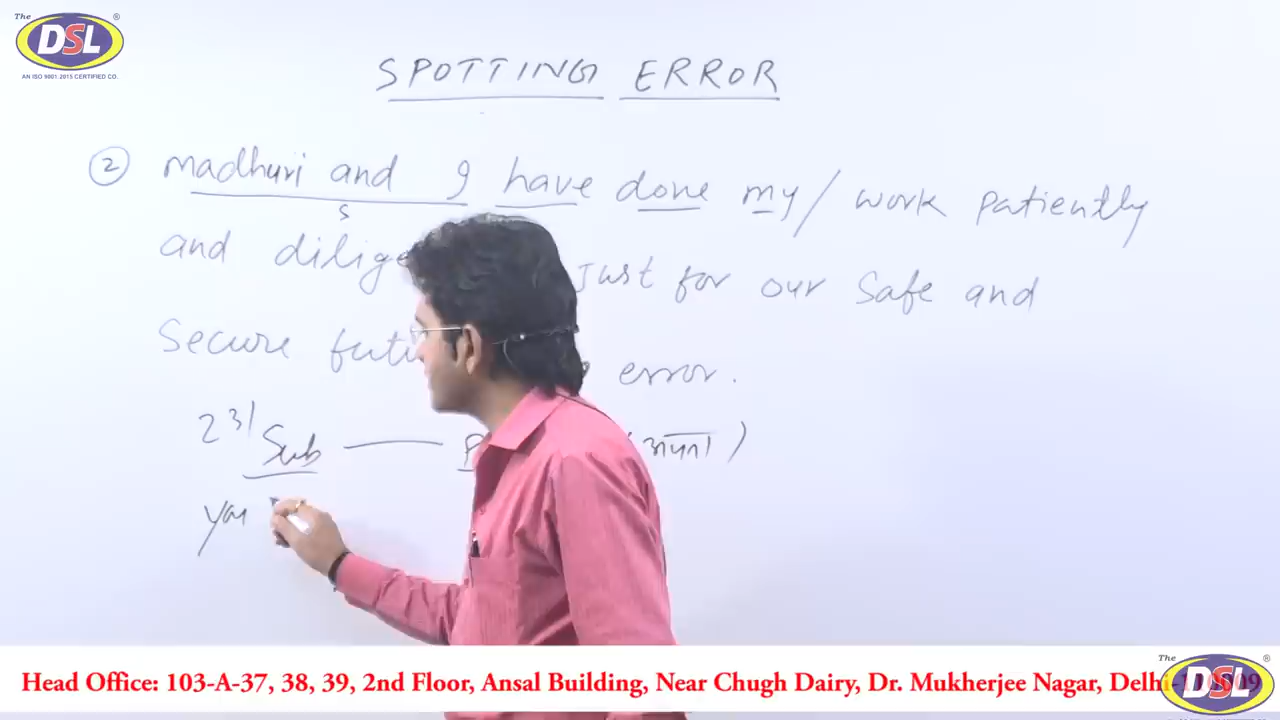 The
DSL
®
AN ISO 9001:2015 CERTIFIED CO.
SPOTTING ERROR
② madhuri and I have done my/ work patiently
s
and dilige just for our safe and
Secure futu error.
231
Sub — P (अपना)
You
Head Office: 103-A-37, 38, 39, 2nd Floor, Ansal Building, Near Chugh Dairy, Dr. Mukherjee Nagar, Delhi-
The
DSL
®